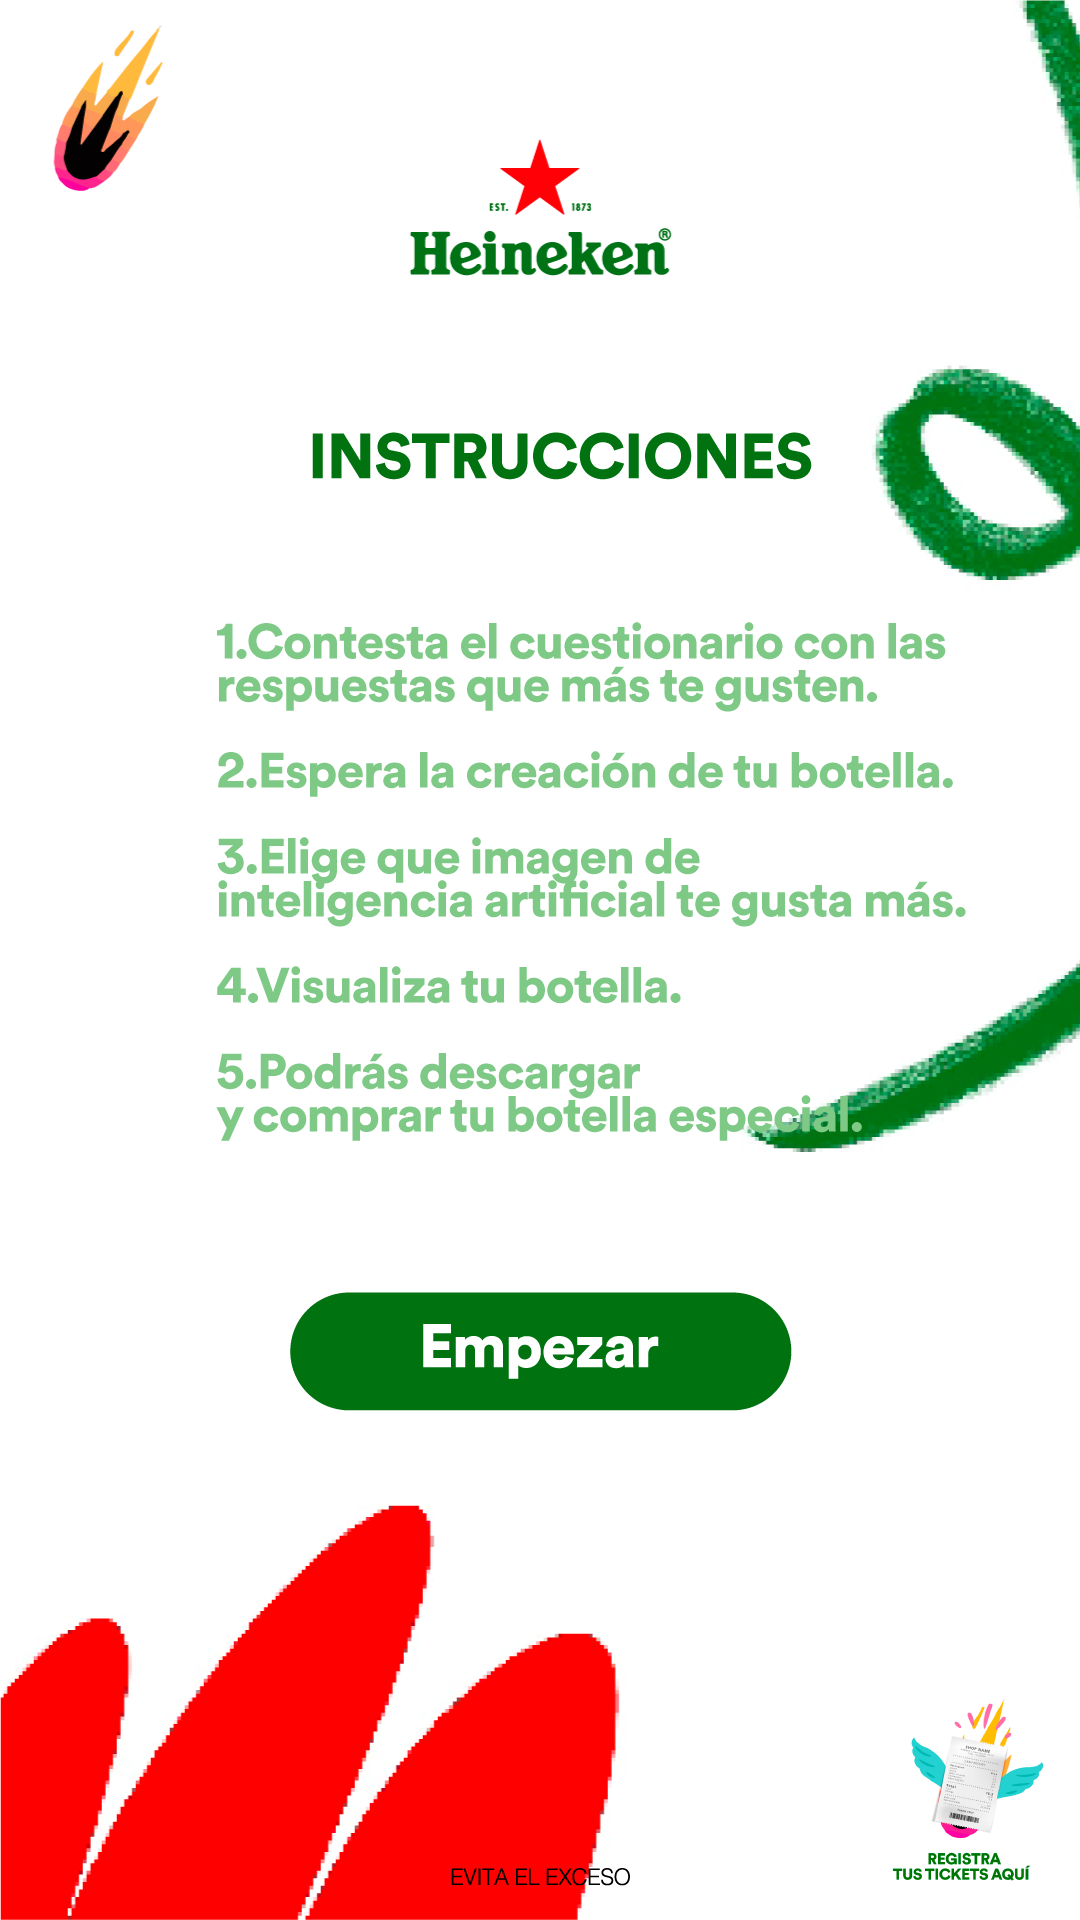 EST. 1873
Heineken®
INSTRUCCIONES
1.Contesta el cuestionario con las
respuestas que más te gusten.
2.Espera la creación de tu botella.
3.Elige que imagen de
inteligencia artificial te gusta más.
4.Visualiza tu botella.
5.Podrás descargar
y comprar tu botella especial.
Empezar
SHOP NAME
REGISTRA
TUS TICKETS AQUÍ
EVITA EL EXCESO